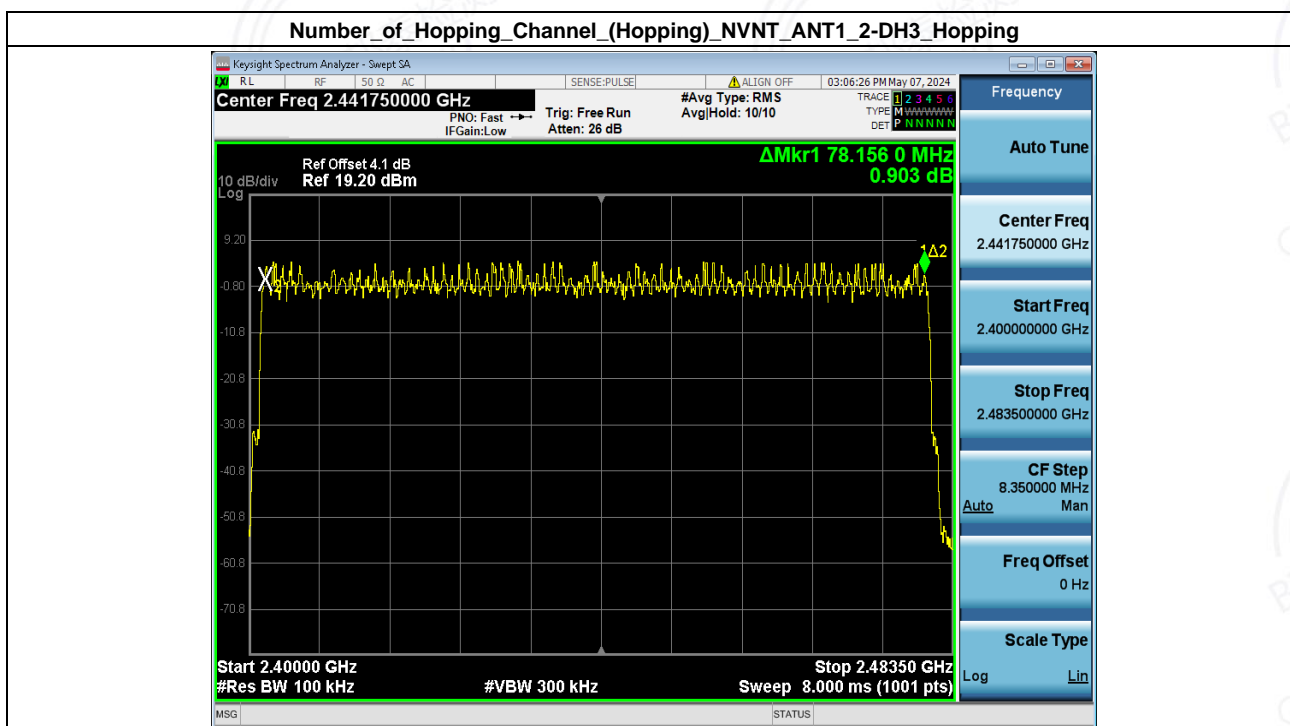 Number_of_Hopping_Channel_(Hopping)_NVNT_ANT1_2-DH3_Hopping
Keysight Spectrum Analyzer - Swept SA
LXI RL RF 50 Ω AC SENSE:PULSE ALIGN OFF 03:06:26 PM May 07, 2024
Center Freq 2.441750000 GHz
PNO: Fast
IFGain:Low
Trig: Free Run
Atten: 26 dB
#Avg Type: RMS
Avg|Hold: 10/10
TRACE 1 2 3 4 5 6
TYPE M WWWWW
DET P N N N N N
ΔMkr1 78.156 0 MHz
0.903 dB
Ref Offset 4.1 dB
10 dB/div Ref 19.20 dBm
Log
9.20
-0.80
-10.8
-20.8
-30.8
-40.8
-50.8
-60.8
-70.8
X
1Δ2
Start 2.40000 GHz Stop 2.48350 GHz
#Res BW 100 kHz #VBW 300 kHz Sweep 8.000 ms (1001 pts)
MSG STATUS
Frequency
Auto Tune
Center Freq
2.441750000 GHz
Start Freq
2.400000000 GHz
Stop Freq
2.483500000 GHz
CF Step
8.350000 MHz
Auto Man
Freq Offset
0 Hz
Scale Type
Log Lin